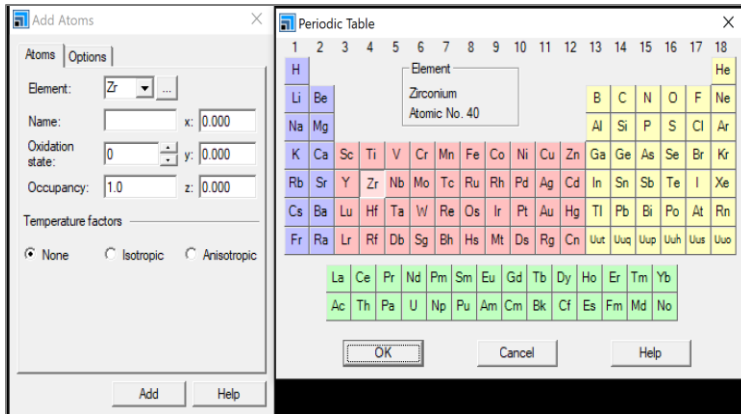 Add Atoms
Atoms Options
Element: Zr ...
Name: x: 0.000
Oxidation state: 0 y: 0.000
Occupancy: 1.0 z: 0.000
Temperature factors
None Isotropic Anisotropic
Add Help
Periodic Table
1 2 3 4 5 6 7 8 9 10 11 12 13 14 15 16 17 18
H Element He
Li Be Zirconium B C N O F Ne
Atomic No. 40
Na Mg Al Si P S Cl Ar
K Ca Sc Ti V Cr Mn Fe Co Ni Cu Zn Ga Ge As Se Br Kr
Rb Sr Y Zr Nb Mo Tc Ru Rh Pd Ag Cd In Sn Sb Te I Xe
Cs Ba Lu Hf Ta W Re Os Ir Pt Au Hg Tl Pb Bi Po At Rn
Fr Ra Lr Rf Db Sg Bh Hs Mt Ds Rg Cn Uut Uuq Uup Uuh Uus Uuo
La Ce Pr Nd Pm Sm Eu Gd Tb Dy Ho Er Tm Yb
Ac Th Pa U Np Pu Am Cm Bk Cf Es Fm Md No
OK Cancel Help